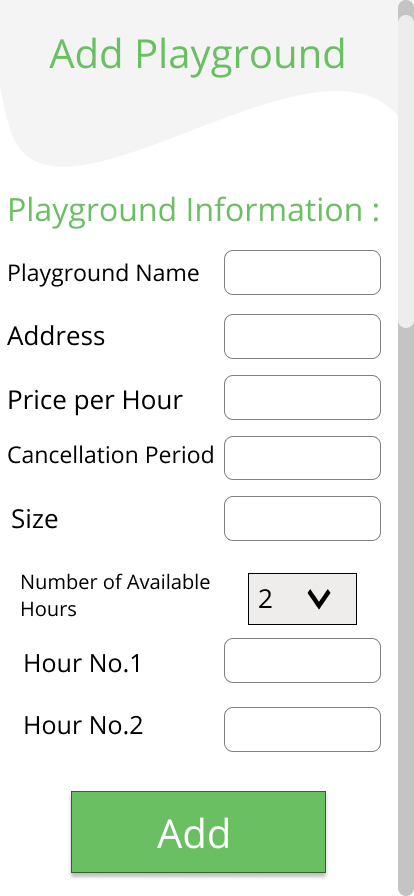 Add Playground
Playground Information :
Playground Name
Address
Price per Hour
Cancellation Period
Size
Number of Available
Hours
2
Hour No.1
Hour No.2
Add